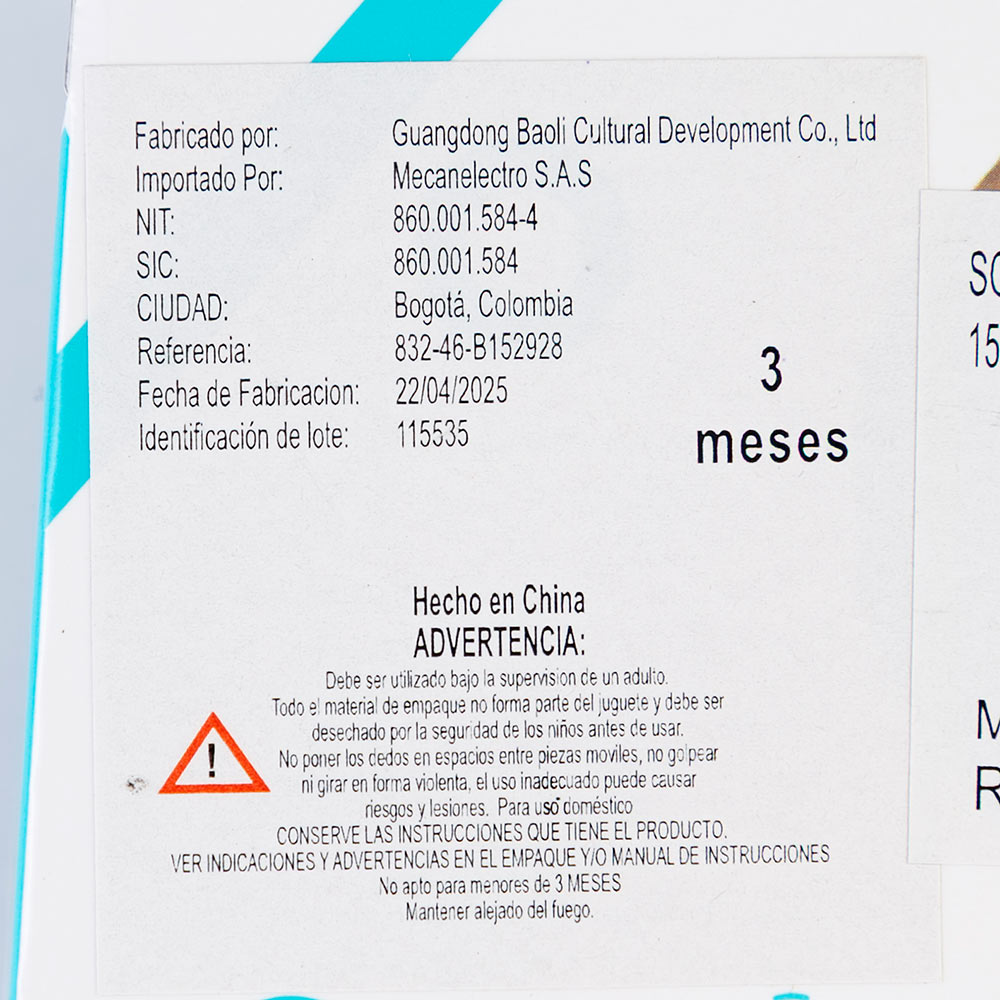 Fabricado por: Guangdong Baoli Cultural Development Co., Ltd
Importado Por: Mecanelectro S.A.S
NIT: 860.001.584-4
SIC: 860.001.584
CIUDAD: Bogotá, Colombia
Referencia: 832-46-B152928
Fecha de Fabricacion: 22/04/2025
Identificación de lote: 115535
3
meses
Hecho en China
ADVERTENCIA:
Debe ser utilizado bajo la supervision de un adulto.
Todo el material de empaque no forma parte del juguete y debe ser
desechado por la seguridad de los niños antes de usar.
No poner los dedos en espacios entre piezas moviles, no golpear
ni girar en forma violenta, el uso inadecuado puede causar
riesgos y lesiones. Para uso doméstico
CONSERVE LAS INSTRUCCIONES QUE TIENE EL PRODUCTO.
VER INDICACIONES Y ADVERTENCIAS EN EL EMPAQUE Y/O MANUAL DE INSTRUCCIONES
No apto para menores de 3 MESES
Mantener alejado del fuego.
!
15
M
R